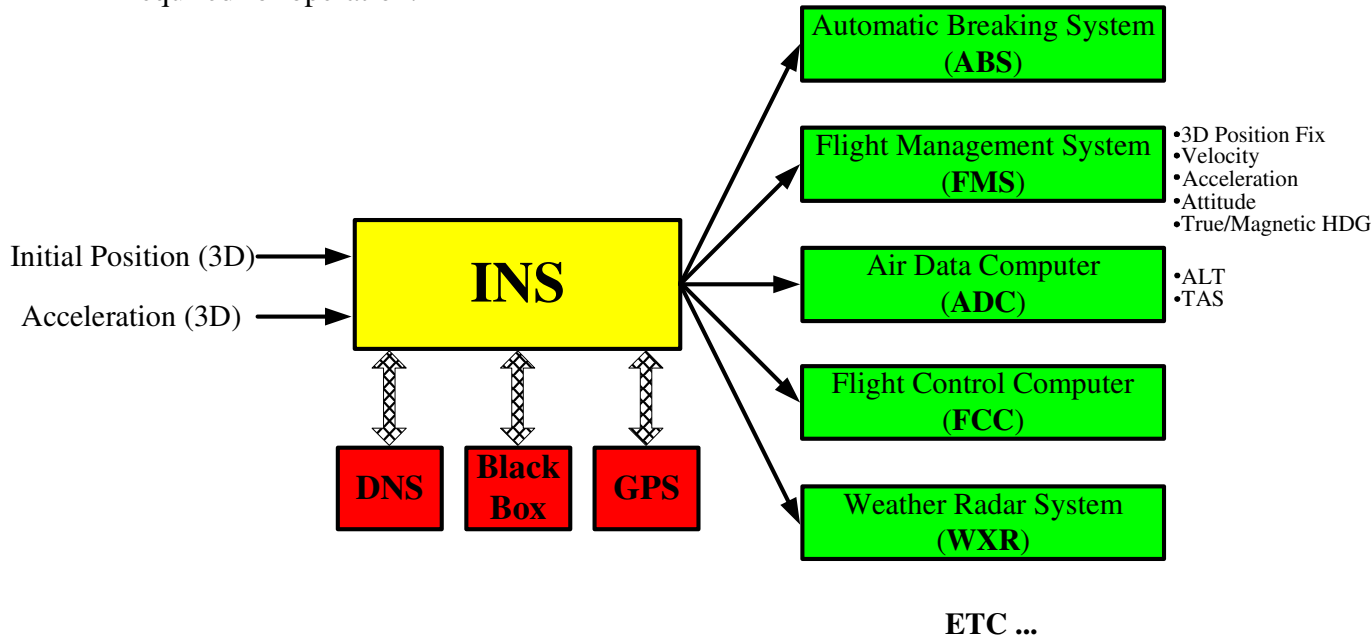 Automatic Breaking System
(ABS)
Flight Management System
(FMS)
•3D Position Fix
•Velocity
•Acceleration
•Attitude
•True/Magnetic HDG
Initial Position (3D)
Acceleration (3D)
INS
Air Data Computer
(ADC)
•ALT
•TAS
Flight Control Computer
(FCC)
DNS
Black
Box
GPS
Weather Radar System
(WXR)
ETC ...